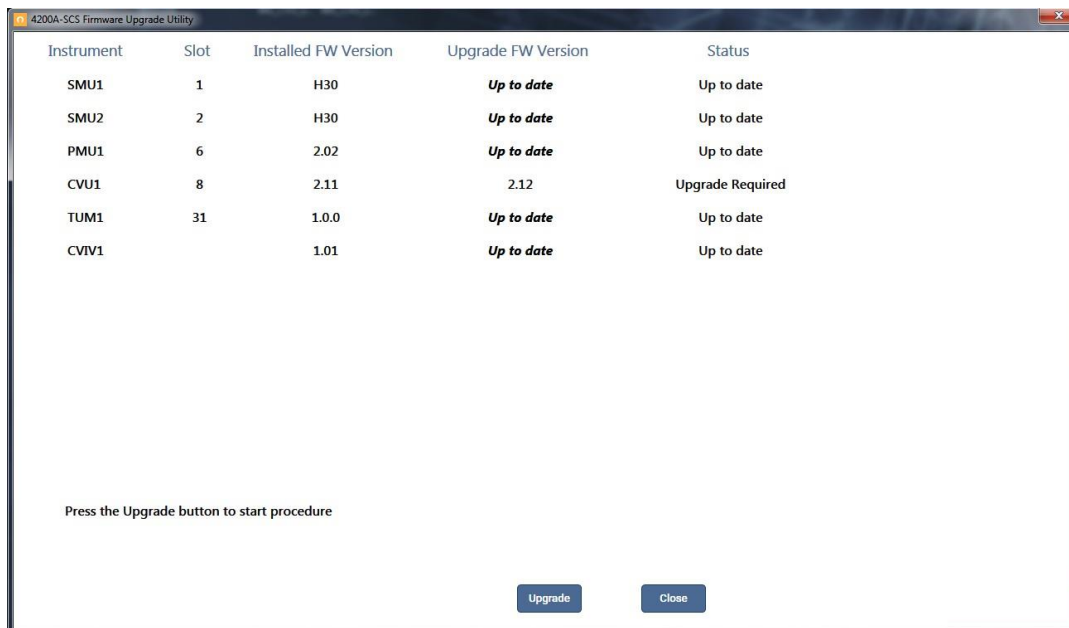 4200A-SCS Firmware Upgrade Utility
Instrument Slot Installed FW Version Upgrade FW Version Status
SMU1 1 H30 Up to date Up to date
SMU2 2 H30 Up to date Up to date
PMU1 6 2.02 Up to date Up to date
CVU1 8 2.11 2.12 Upgrade Required
TUM1 31 1.0.0 Up to date Up to date
CVIV1 1.01 Up to date Up to date
Press the Upgrade button to start procedure
Upgrade Close